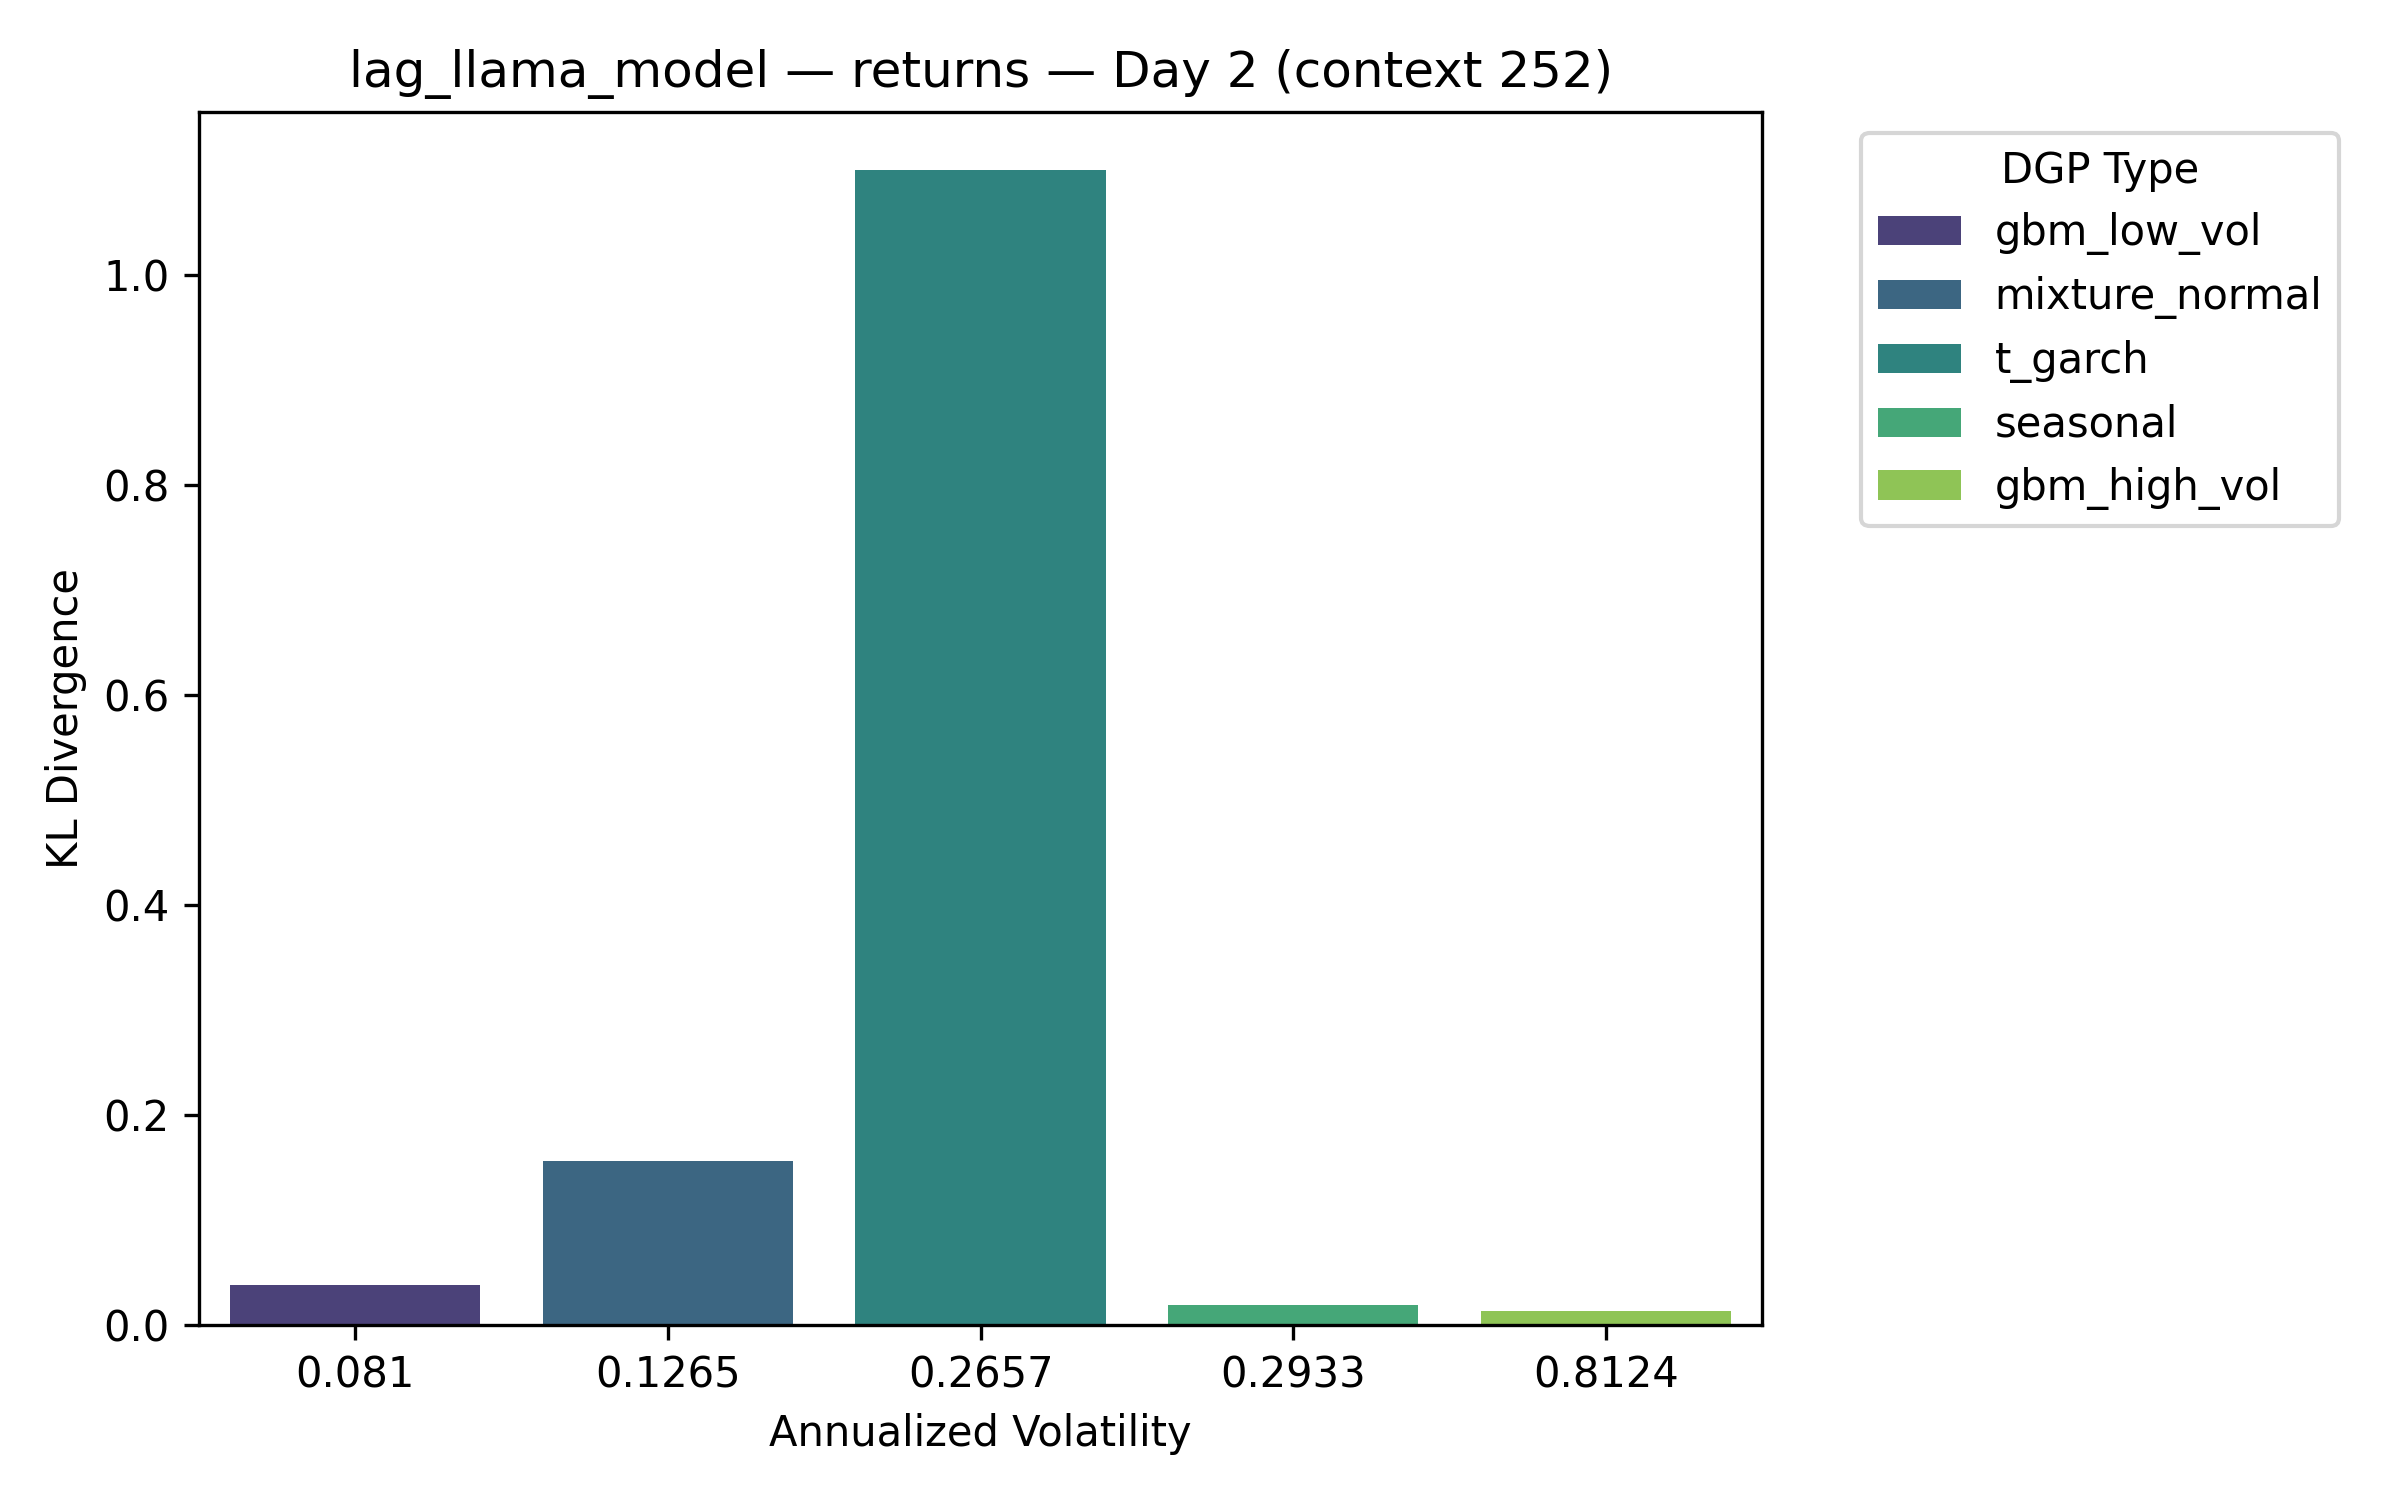 lag_llama_model — returns — Day 2 (context 252)
DGP Type
gbm_low_vol
mixture_normal
t_garch
seasonal
gbm_high_vol
KL Divergence
1.0
0.8
0.6
0.4
0.2
0.0
0.081 0.1265 0.2657 0.2933 0.8124
Annualized Volatility